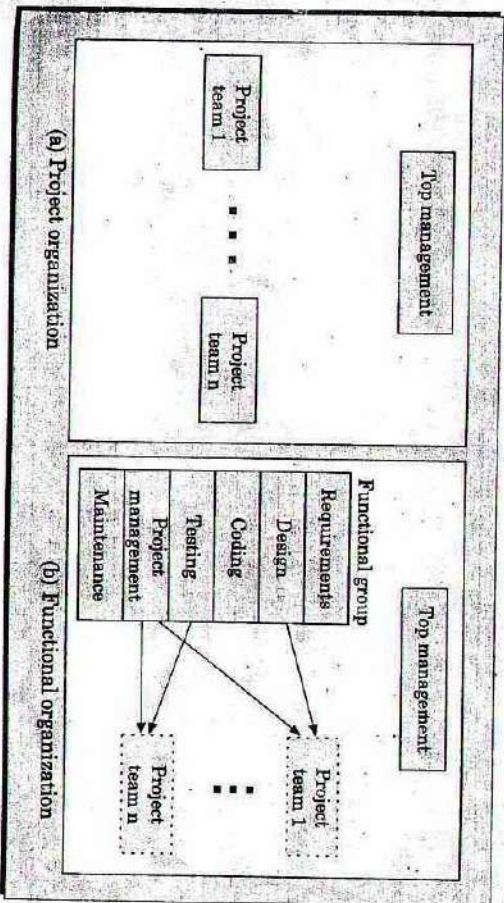 Top management
Project
team 1
Project
team n
(a) Project organization
Top management
Functional group
Requirements
Design
Coding
Testing
Project
management
Maintenance
Project
team 1
Project
team n
(b) Functional organization